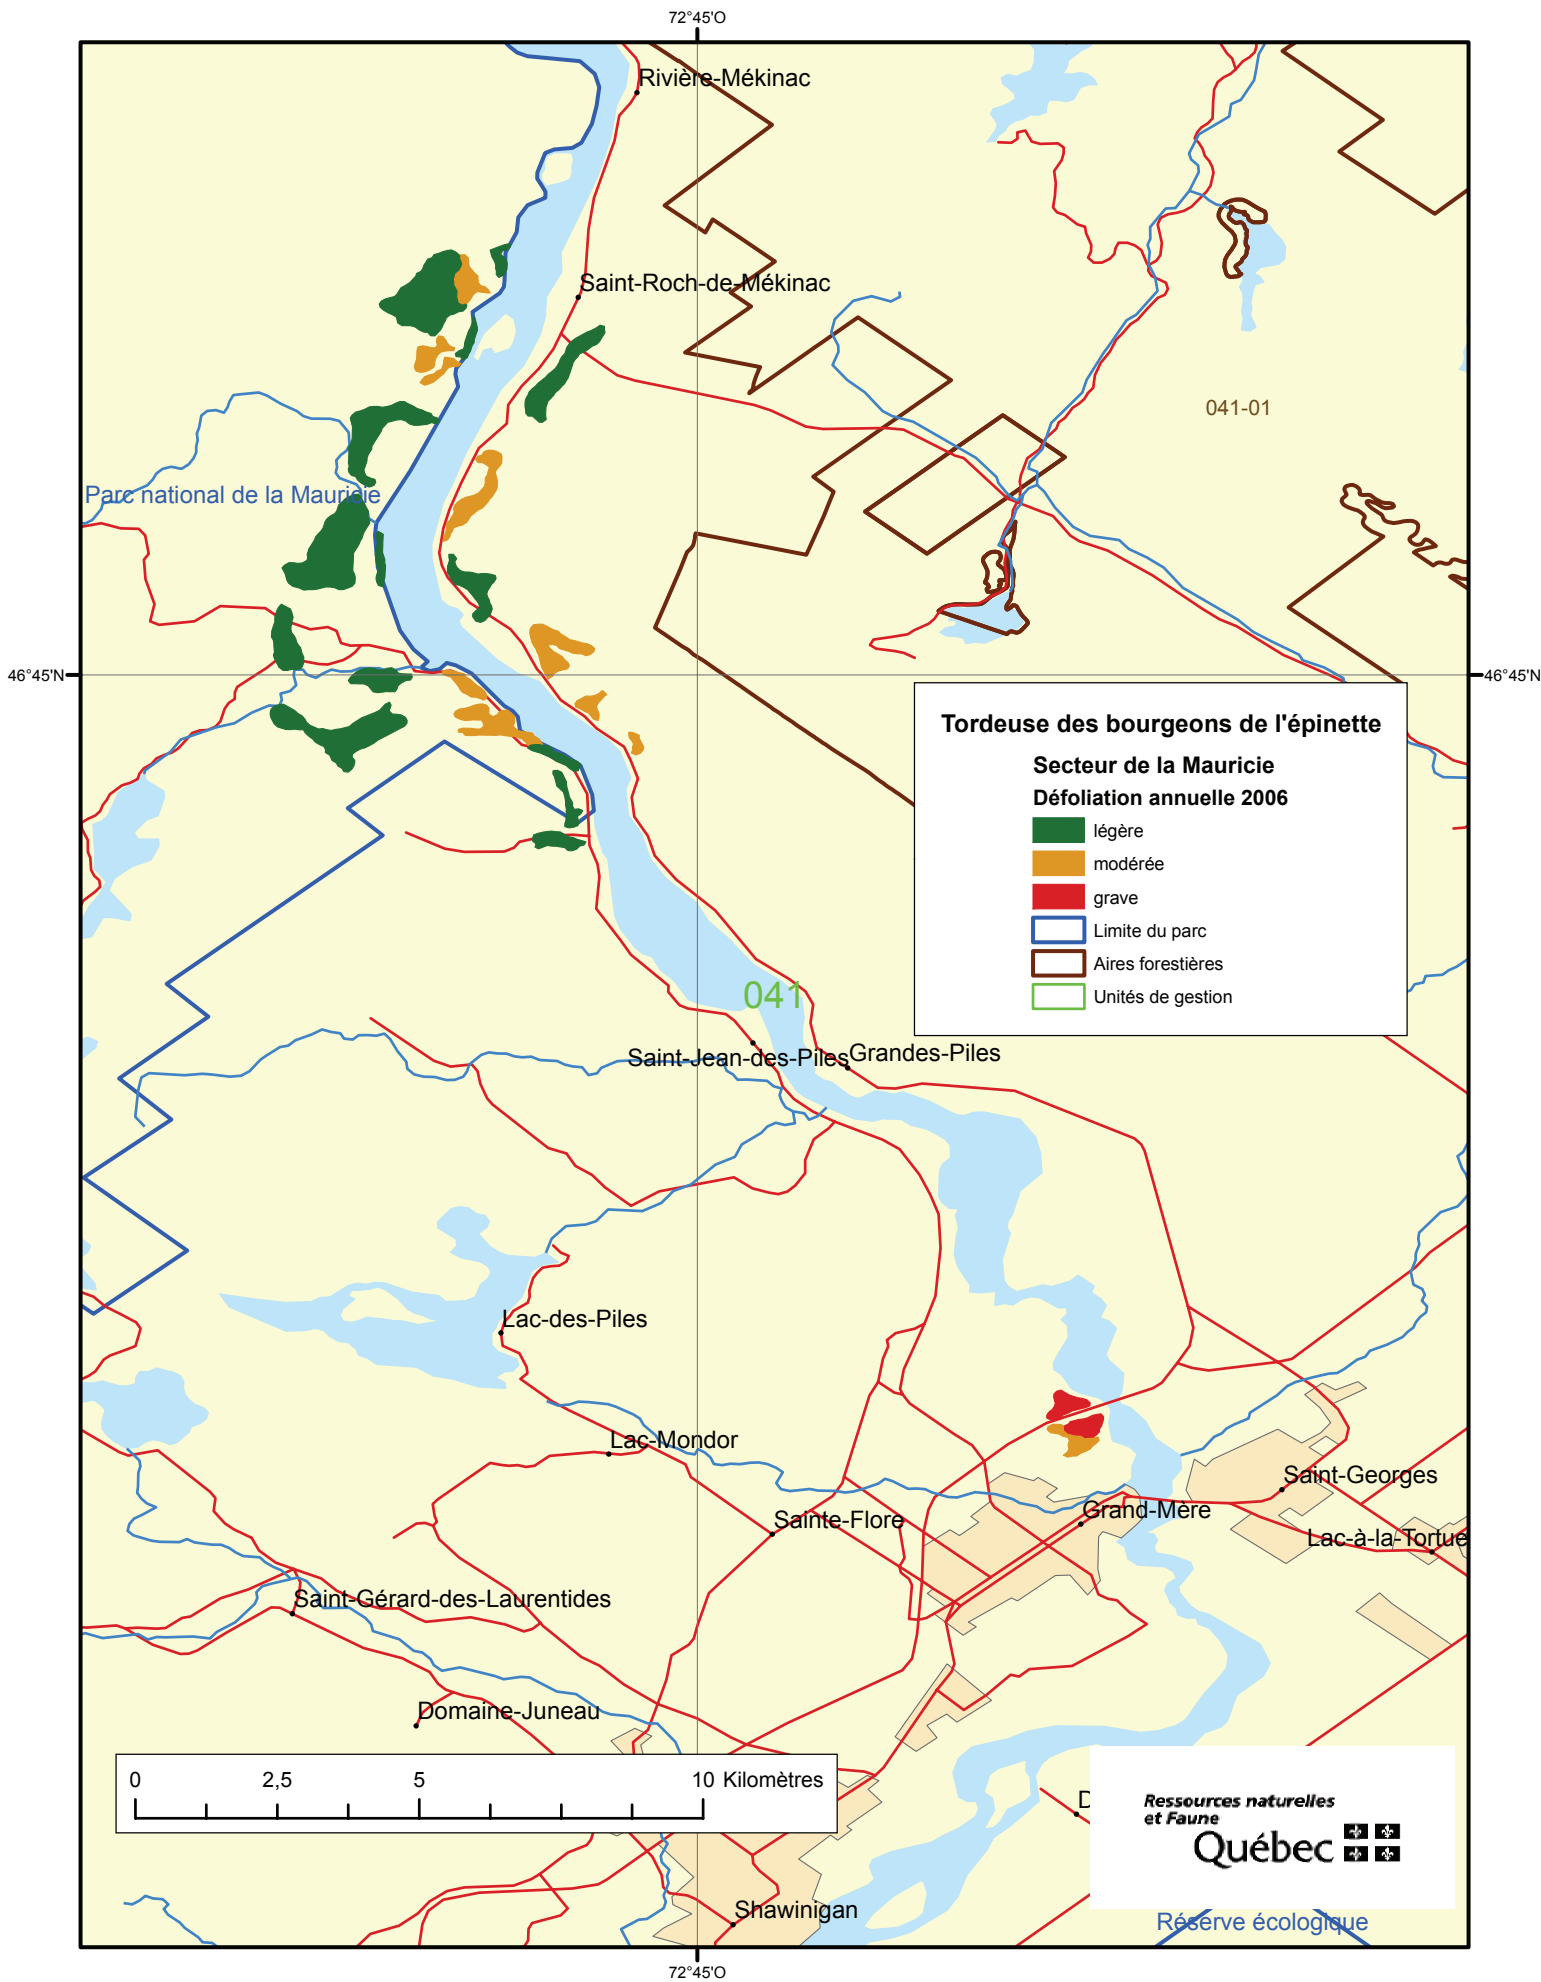 72°45'O
Rivière-Mékinac
Saint-Roch-de-Mékinac
041-01
Parc national de la Mauricie
46°45'N
46°45'N
Tordeuse des bourgeons de l'épinette
Secteur de la Mauricie
Défoliation annuelle 2006
légère
modérée
grave
Limite du parc
Aires forestières
Unités de gestion
041
Saint-Jean-des-Piles
Grandes-Piles
Lac-des-Piles
Lac-Mondor
Saint-Georges
Grand-Mère
Sainte-Flore
Lac-à-la-Tortue
Saint-Gérard-des-Laurentides
Domaine-Juneau
0 2,5 5 10 Kilomètres
D
Ressources naturelles
et Faune
Québec
Shawinigan
Réserve écologique
72°45'O